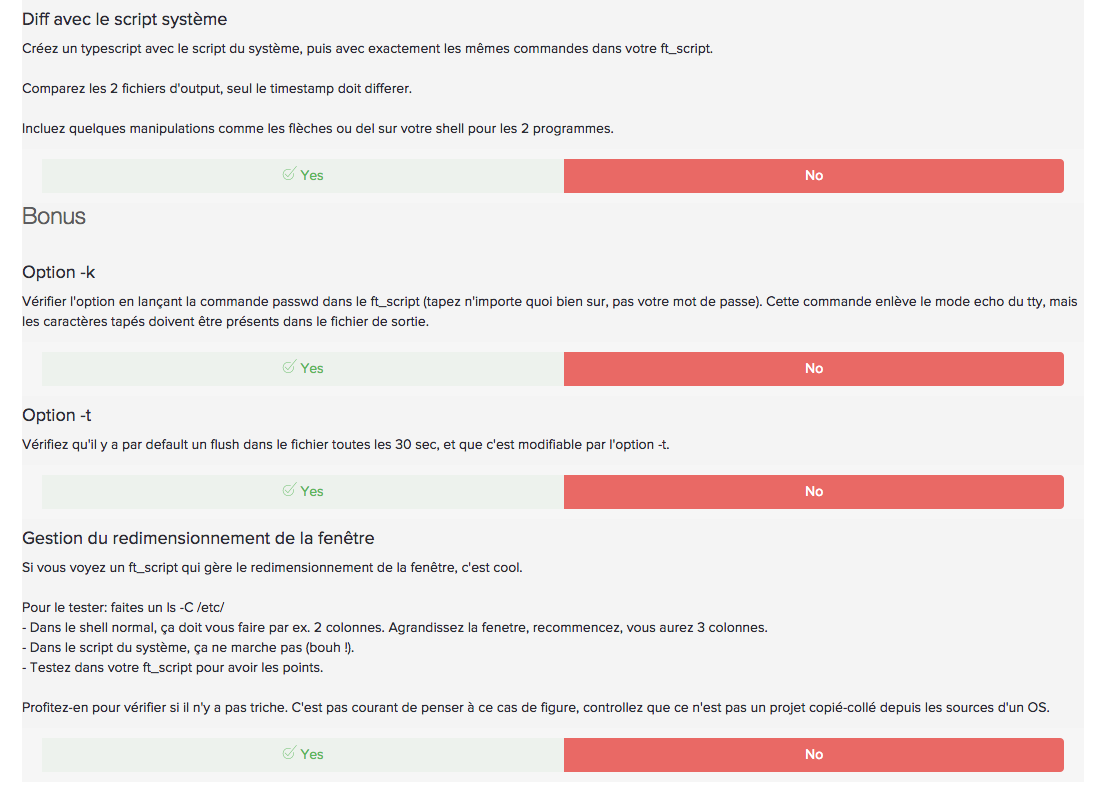 Diff avec le script système
Créez un typescript avec le script du système, puis avec exactement les mêmes commandes dans votre ft_script.
Comparez les 2 fichiers d'output, seul le timestamp doit differer.
Incluez quelques manipulations comme les flèches ou del sur votre shell pour les 2 programmes.
Yes No
Bonus
Option -k
Vérifier l'option en lançant la commande passwd dans le ft_script (tapez n'importe quoi bien sur, pas votre mot de passe). Cette commande enlève le mode echo du tty, mais
les caractères tapés doivent être présents dans le fichier de sortie.
Yes No
Option -t
Vérifiez qu'il y a par default un flush dans le fichier toutes les 30 sec, et que c'est modifiable par l'option -t.
Yes No
Gestion du redimensionnement de la fenêtre
Si vous voyez un ft_script qui gère le redimensionnement de la fenêtre, c'est cool.
Pour le tester: faites un ls -C /etc/
- Dans le shell normal, ça doit vous faire par ex. 2 colonnes. Agrandissez la fenetre, recommencez, vous aurez 3 colonnes.
- Dans le script du système, ça ne marche pas (bouh !).
- Testez dans votre ft_script pour avoir les points.
Profitez-en pour vérifier si il n'y a pas triche. C'est pas courant de penser à ce cas de figure, controllez que ce n'est pas un projet copié-collé depuis les sources d'un OS.
Yes No